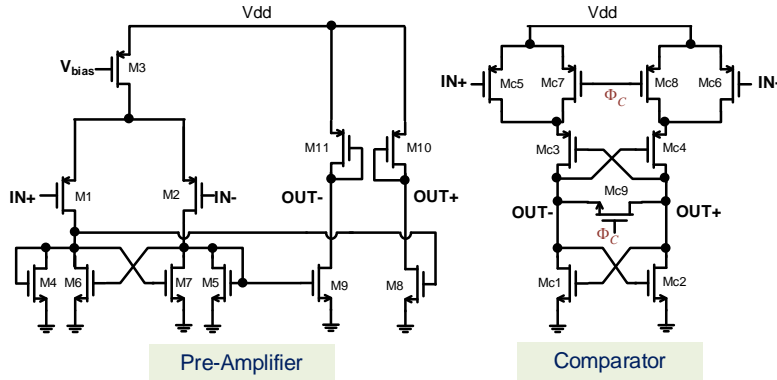 Vdd
Vbias
M3
M11
M10
IN+
M1
M2
IN-
OUT-
OUT+
M4
M6
M7
M5
M9
M8
Pre-Amplifier
Vdd
IN+
Mc5
Mc7
ΦC
Mc8
Mc6
IN-
Mc3
Mc4
Mc9
OUT-
OUT+
ΦC
Mc1
Mc2
Comparator